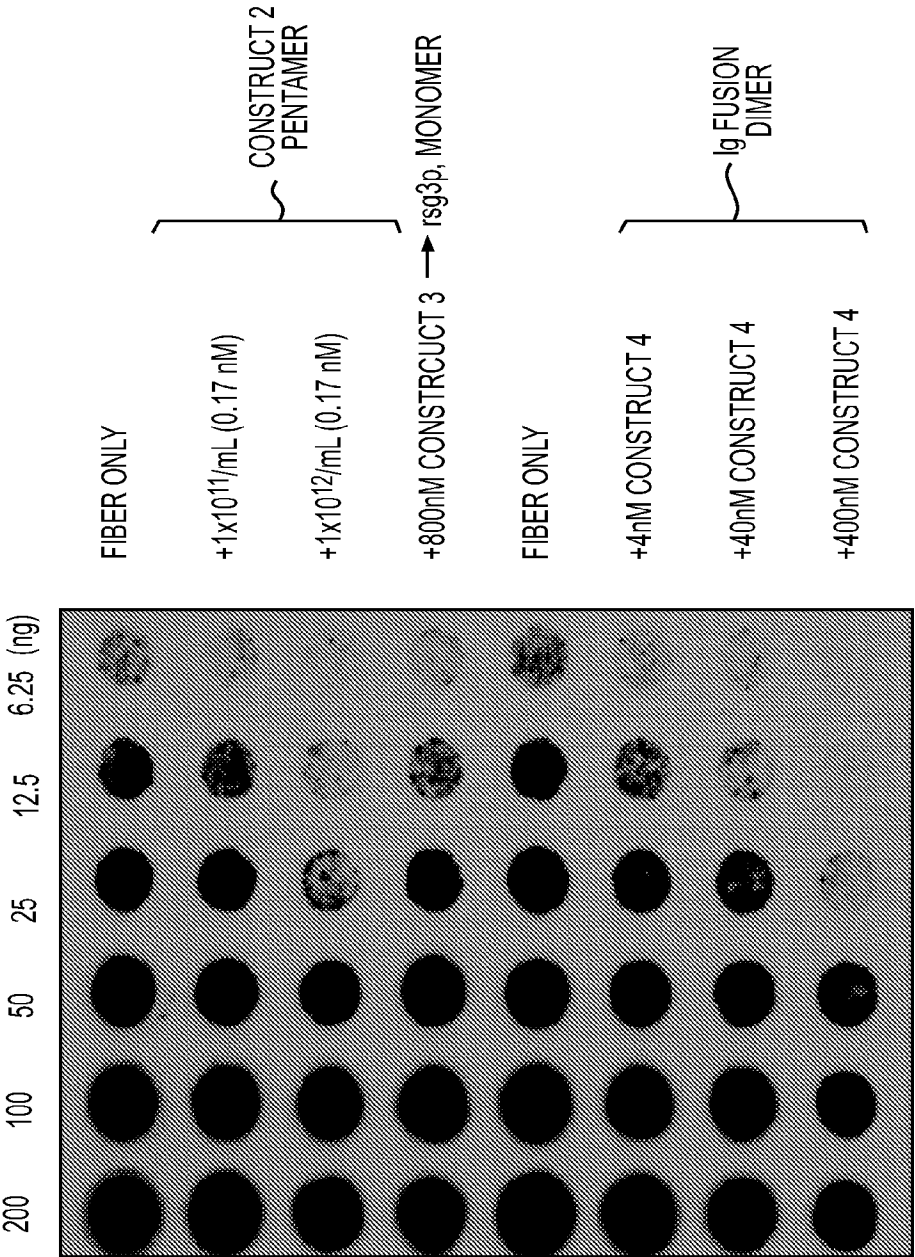 200 100 50 25 12.5 6.25 (ng)
FIBER ONLY
+1x10¹¹/mL (0.17 nM)
+1x10¹²/mL (0.17 nM)
CONSTRUCT 2
PENTAMER
+800nM CONSTRCUCT 3 → rsg3p, MONOMER
FIBER ONLY
+4nM CONSTRUCT 4
+40nM CONSTRUCT 4
+400nM CONSTRUCT 4
Ig FUSION
DIMER